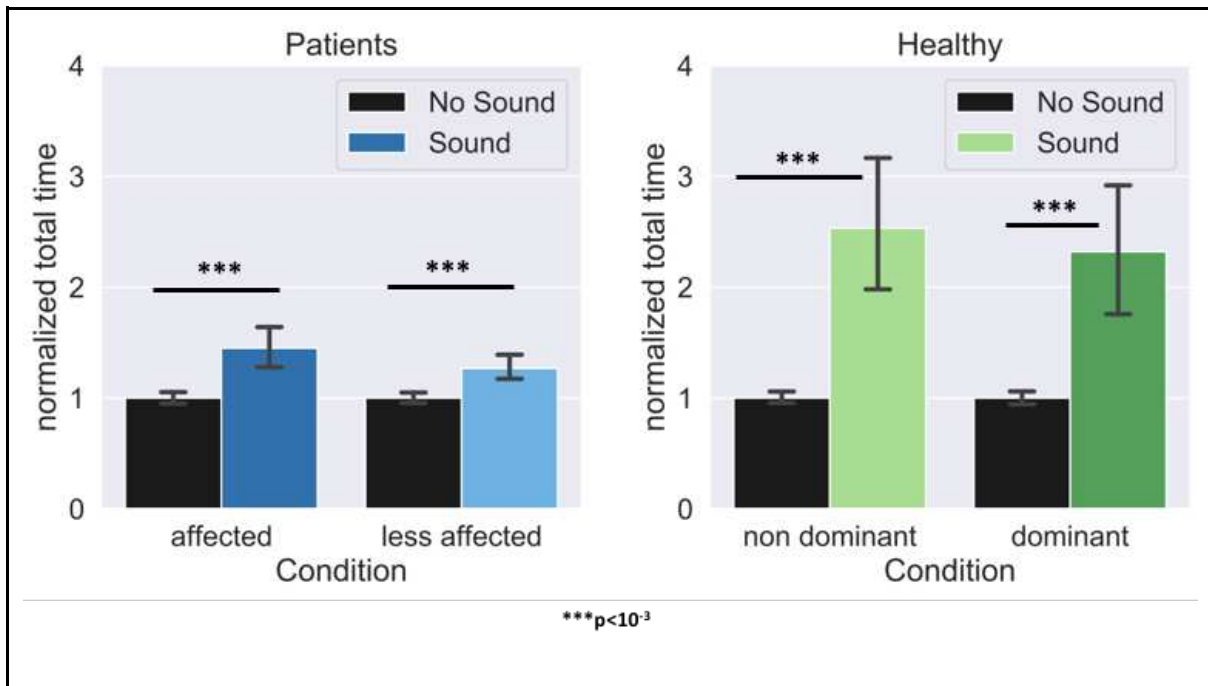 Patients
4
3
2
1
0
normalized total time
No Sound
Sound
***
***
affected
less affected
Condition
Healthy
4
3
2
1
0
normalized total time
No Sound
Sound
***
***
non dominant
dominant
Condition
***p<10⁻³